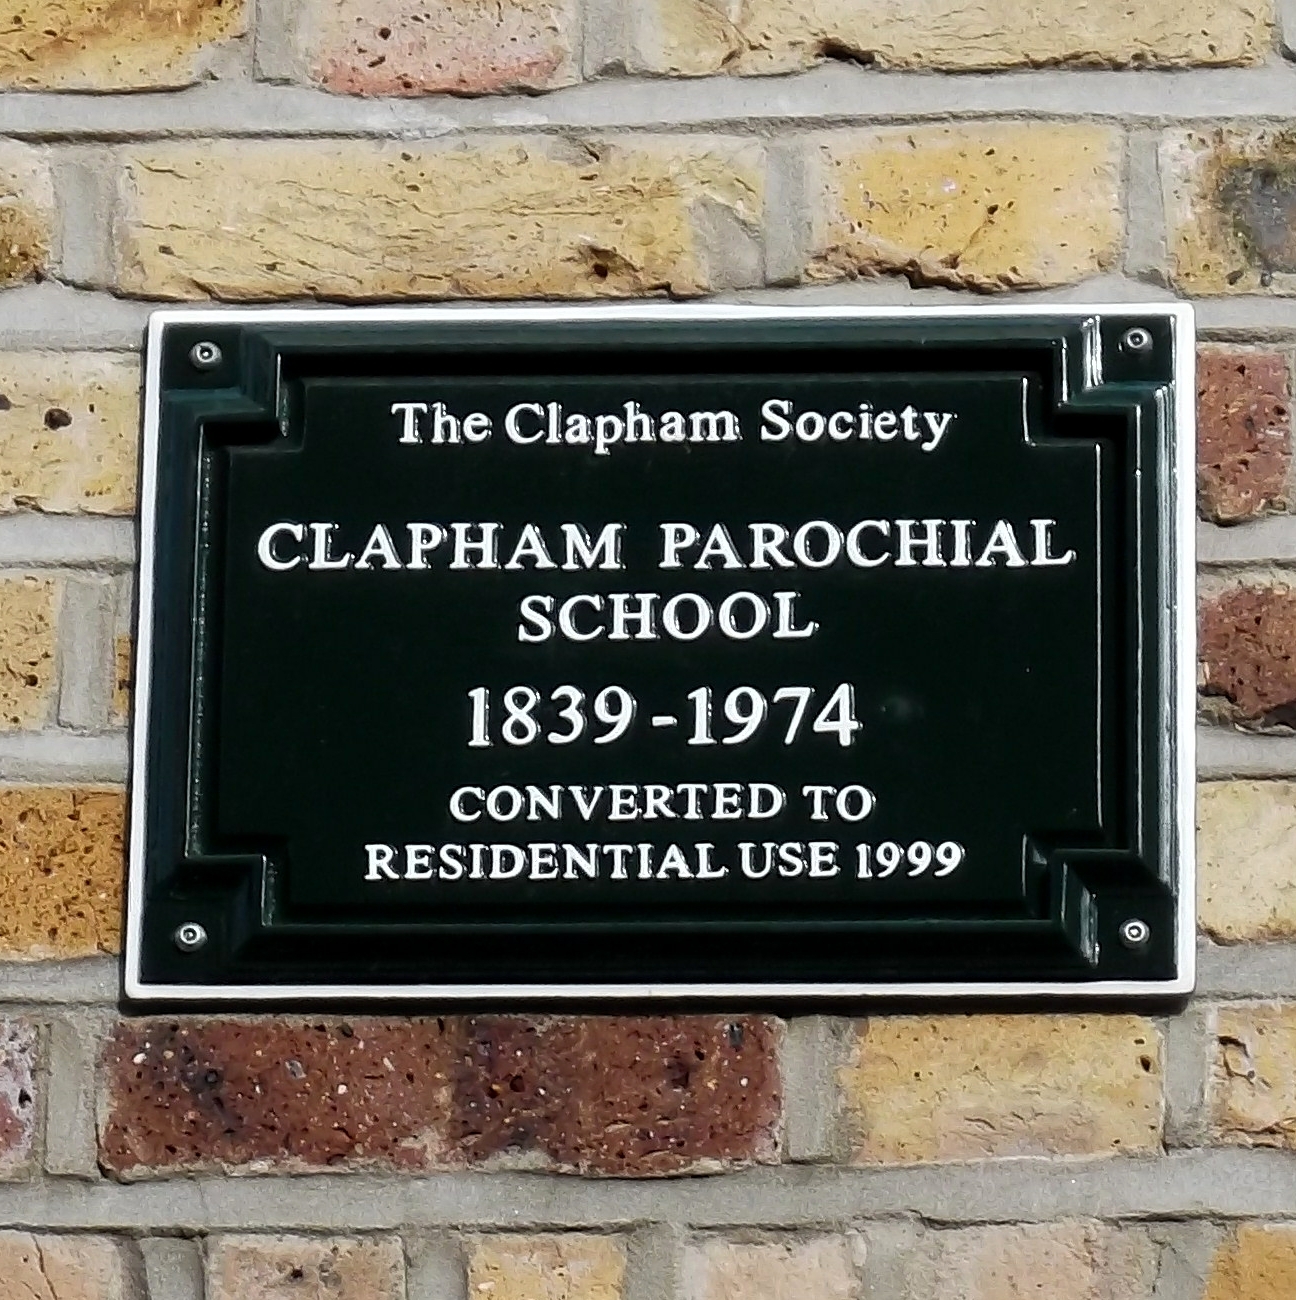 The Clapham Society
CLAPHAM PAROCHIAL
SCHOOL
1839-1974
CONVERTED TO
RESIDENTIAL USE 1999